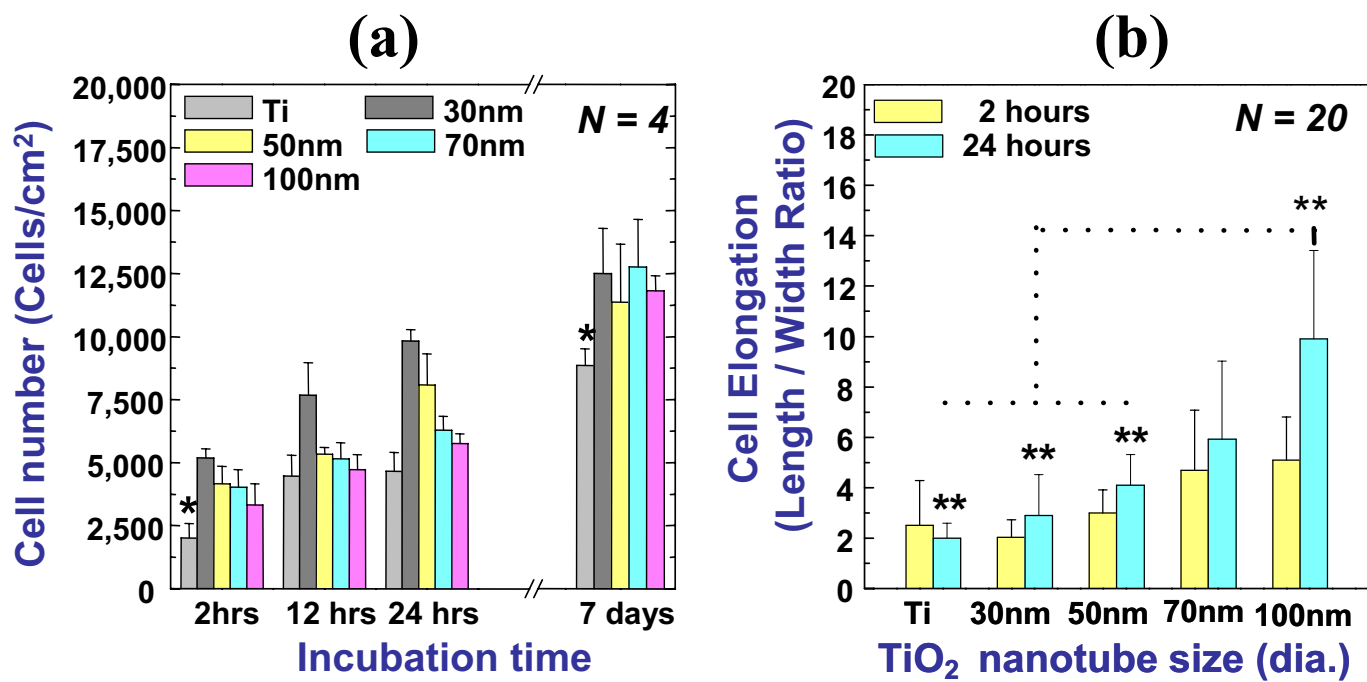 (a)
20,000
17,500
15,000
12,500
10,000
7,500
5,000
2,500
0
Cell number (Cells/cm²)
Ti
30nm
50nm
70nm
100nm
N = 4
*
*
//
//
2hrs
12 hrs
24 hrs
7 days
Incubation time
(b)
20
18
16
14
12
10
8
6
4
2
0
Cell Elongation
(Length / Width Ratio)
2 hours
24 hours
N = 20
**
**
**
**
Ti
30nm
50nm
70nm
100nm
TiO₂ nanotube size (dia.)